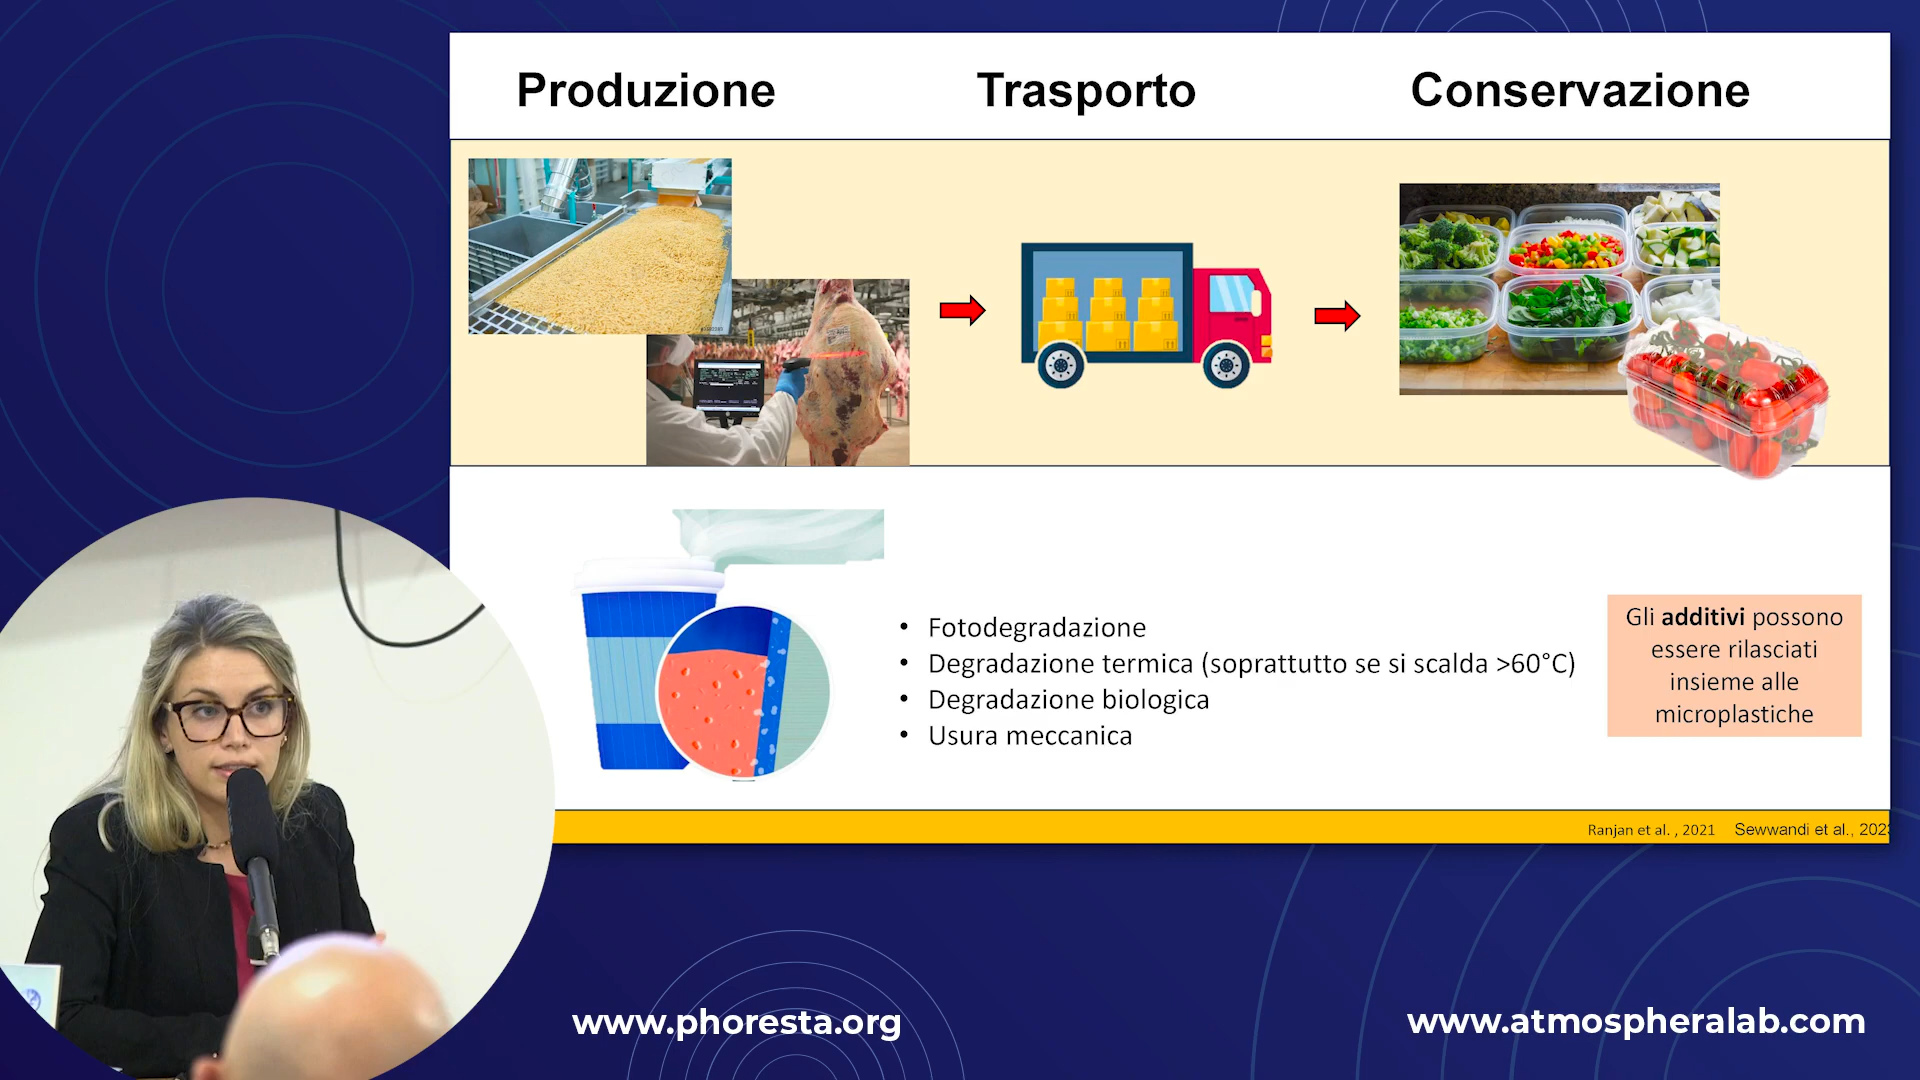 Produzione
Trasporto
Conservazione
• Fotodegradazione
• Degradazione termica (soprattutto se si scalda >60°C)
• Degradazione biologica
• Usura meccanica
Gli additivi possono
essere rilasciati
insieme alle
microplastiche
Ranjan et al. , 2021
Sewwandi et al., 202
www.phoresta.org
www.atmospheralab.com